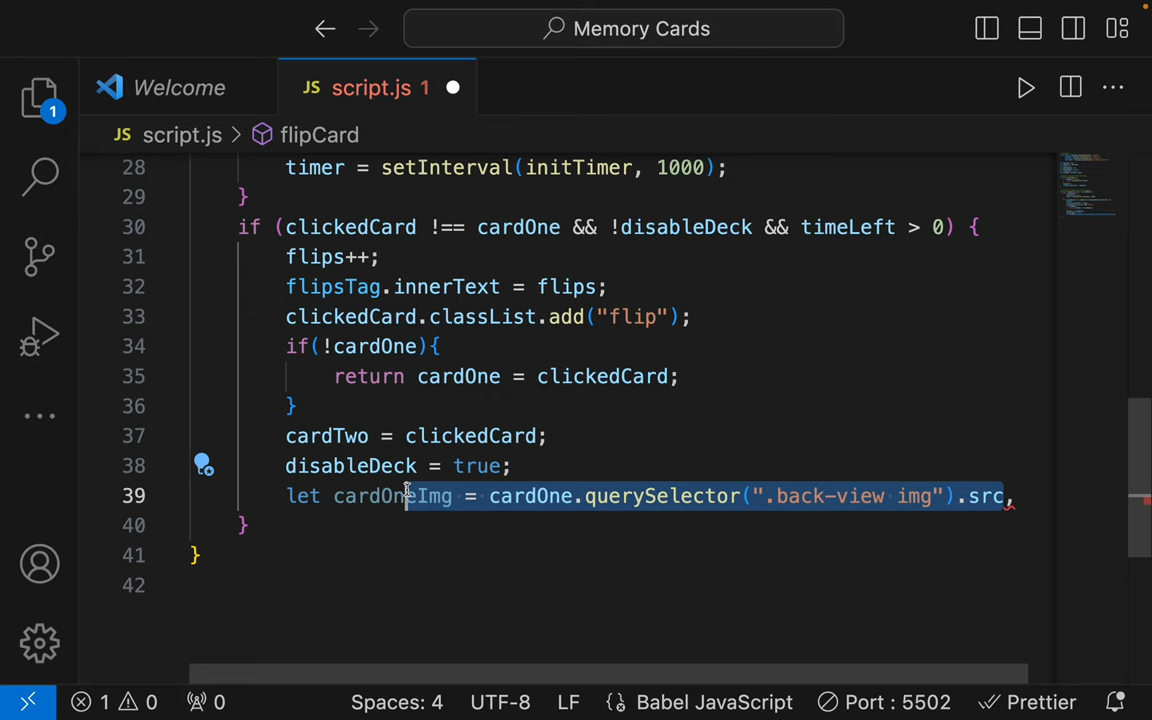 Memory Cards
Welcome
JS script.js 1
JS script.js > flipCard
1
28 timer = setInterval(initTimer, 1000);
29 }
30 if (clickedCard !== cardOne && !disableDeck && timeLeft > 0) {
31 flips++;
32 flipsTag.innerText = flips;
33 clickedCard.classList.add("flip");
34 if(!cardOne){
35 return cardOne = clickedCard;
36 }
37 cardTwo = clickedCard;
38 disableDeck = true;
39 let cardOneImg = cardOne.querySelector(".back-view img").src,
40 }
41 }
42
1 0 0 Spaces: 4 UTF-8 LF {} Babel JavaScript Port : 5502 Prettier